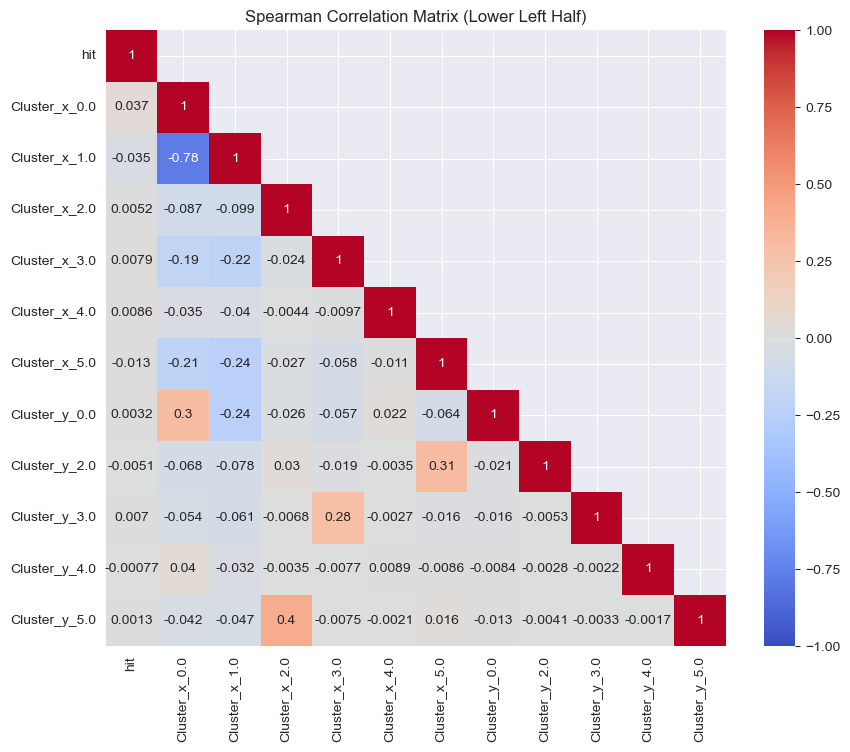 Spearman Correlation Matrix (Lower Left Half)
hit 1
Cluster_x_0.0 0.037 1
Cluster_x_1.0 -0.035 -0.78 1
Cluster_x_2.0 0.0052 -0.087 -0.099 1
Cluster_x_3.0 0.0079 -0.19 -0.22 -0.024 1
Cluster_x_4.0 0.0086 -0.035 -0.04 -0.0044 -0.0097 1
Cluster_x_5.0 -0.013 -0.21 -0.24 -0.027 -0.058 -0.011 1
Cluster_y_0.0 0.0032 0.3 -0.24 -0.026 -0.057 0.022 -0.064 1
Cluster_y_2.0 -0.0051 -0.068 -0.078 0.03 -0.019 -0.0035 0.31 -0.021 1
Cluster_y_3.0 0.007 -0.054 -0.061 -0.0068 0.28 -0.0027 -0.016 -0.016 -0.0053 1
Cluster_y_4.0 -0.00077 0.04 -0.032 -0.0035 -0.0077 0.0089 -0.0086 -0.0084 -0.0028 -0.0022 1
Cluster_y_5.0 0.0013 -0.042 -0.047 0.4 -0.0075 -0.0021 0.016 -0.013 -0.0041 -0.0033 -0.0017 1
hit
Cluster_x_0.0
Cluster_x_1.0
Cluster_x_2.0
Cluster_x_3.0
Cluster_x_4.0
Cluster_x_5.0
Cluster_y_0.0
Cluster_y_2.0
Cluster_y_3.0
Cluster_y_4.0
Cluster_y_5.0
1.00
0.75
0.50
0.25
0.00
-0.25
-0.50
-0.75
-1.00